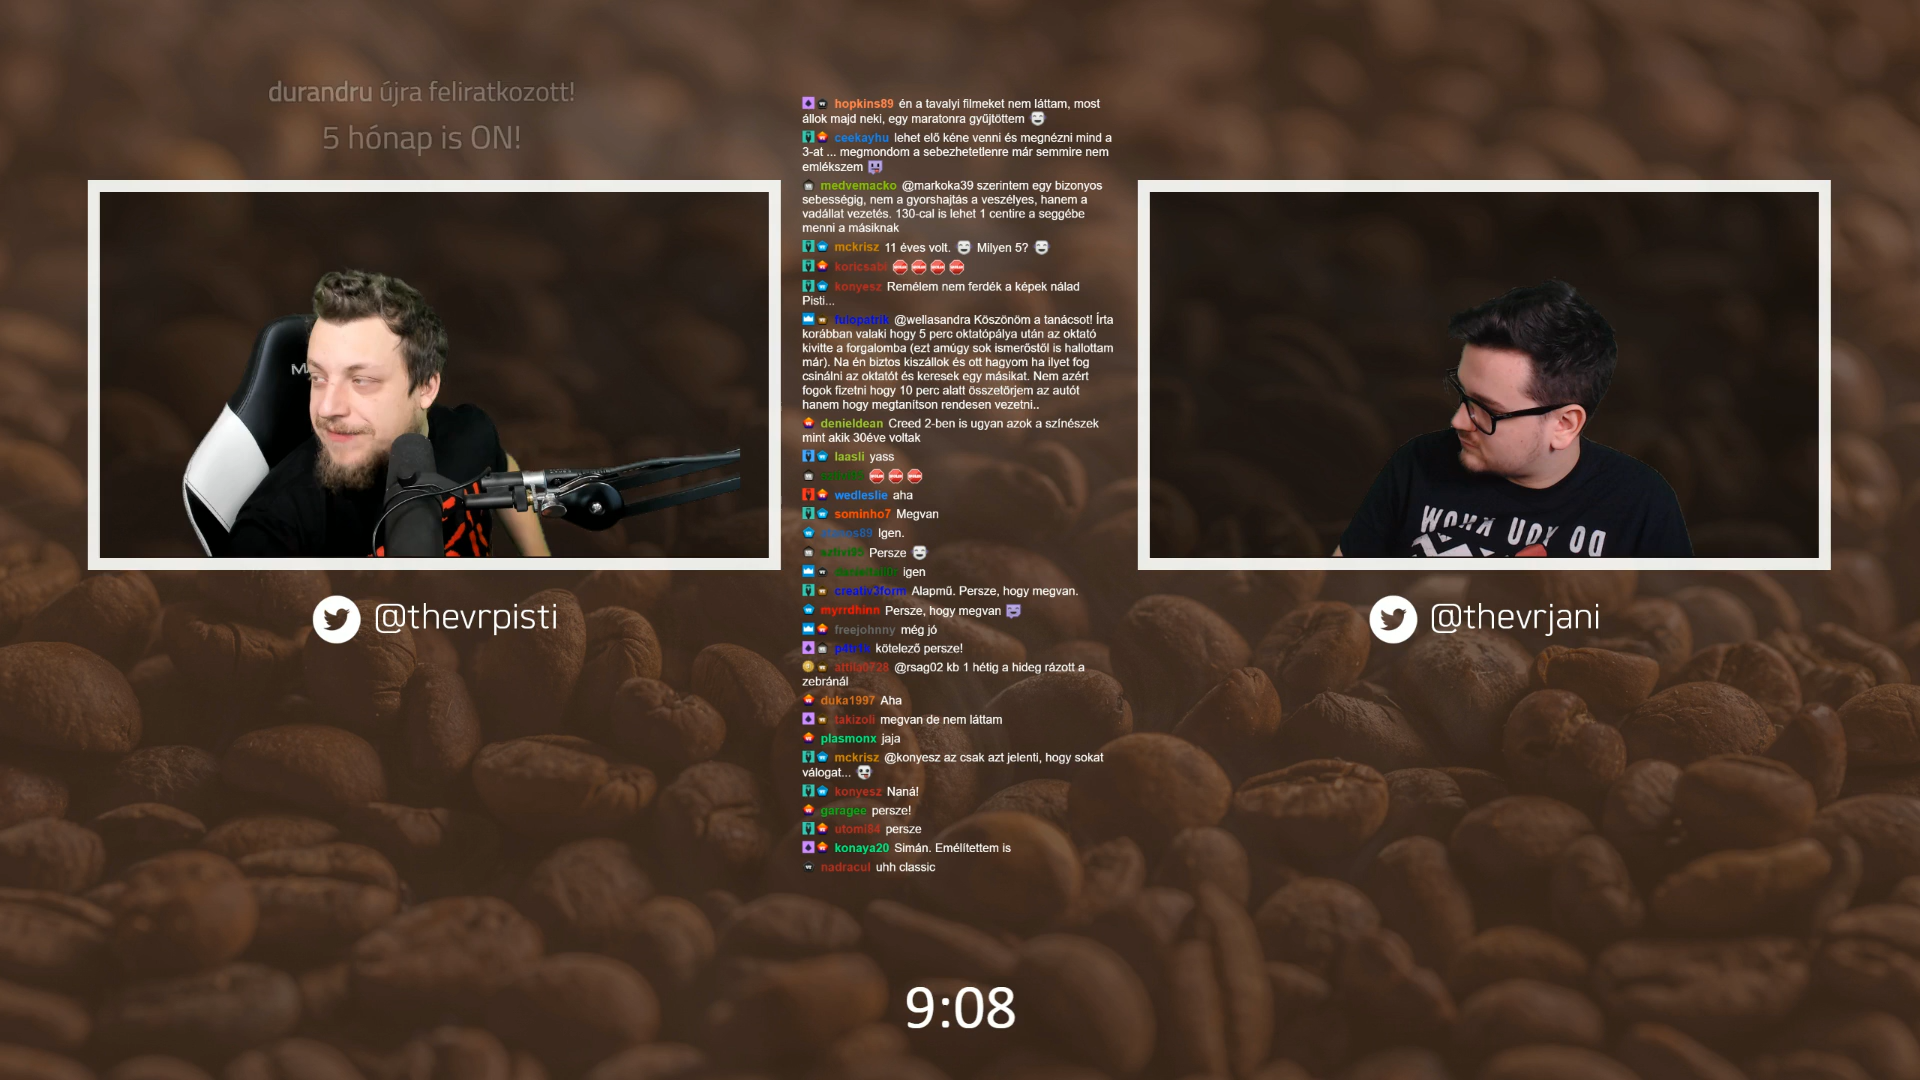 durandru újra feliratkozott!
5 hónap is ON!
hopkins89 én a tavalyi filmeket nem láttam, most
állok majd neki, egy maratonra gyűjtöttem
ceekayhu lehet elő kéne venni és megnézni mind a
3-at ... megmondom a sebezhetetlenre már semmire nem
emlékszem
medvemacko @markoka39 szerintem egy bizonyos
sebességig, nem a gyorshajtás a veszélyes, hanem a
vadállat vezetés. 130-cal is lehet 1 centire a seggébe
menni a másiknak
mckrisz 11 éves volt. Milyen 5?
koricsabi
konyesz Remélem nem ferdék a képek nálad
Pisti...
fulopatrik @wellasandra Köszönöm a tanácsot! Írta
korábban valaki hogy 5 perc oktatópálya után az oktató
kivitte a forgalomba (ezt amúgy sok ismerőstől is hallottam
már). Na én biztos kiszállok és ott hagyom ha ilyet fog
csinálni az oktatót és keresek egy másikat. Nem azért
fogok fizetni hogy 10 perc alatt összetörjem az autót
hanem hogy megtanítson rendesen vezetni..
denieldean Creed 2-ben is ugyan azok a színészek
mint akik 30éve voltak
laasli yass
wedleslie aha
sominho7 Megvan
Igen.
Persze
igen
creativ3form Alapmű. Persze, hogy megvan.
myrrdhinn Persze, hogy megvan
freejohnny még jó
p4tr1x kötelező persze!
attila0728 @rsag02 kb 1 hétig a hideg rázott a
zebránál
duka1997 Aha
takizoli megvan de nem láttam
plasmonx jaja
mckrisz @konyesz az csak azt jelenti, hogy sokat
válogat...
konyesz Naná!
garagee persze!
utomi84 persze
konaya20 Simán. Emélítettem is
nadracul uhh classic
@thevrpisti
@thevrjani
9:08